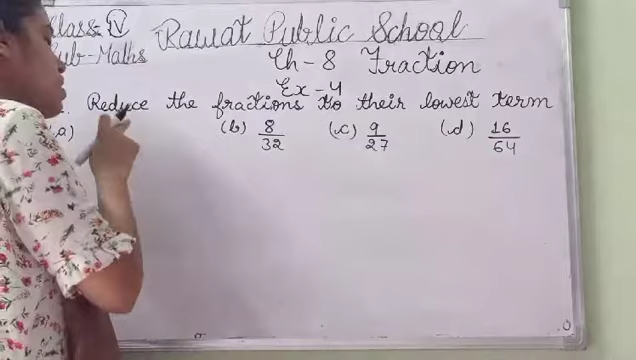 Class:- IV Rawat Public School
Sub-Maths Ch-8 Fraction
Ex-4
Reduce the fractions to their lowest term
a) (b) 8/32 (c) 9/27 (d) 16/64